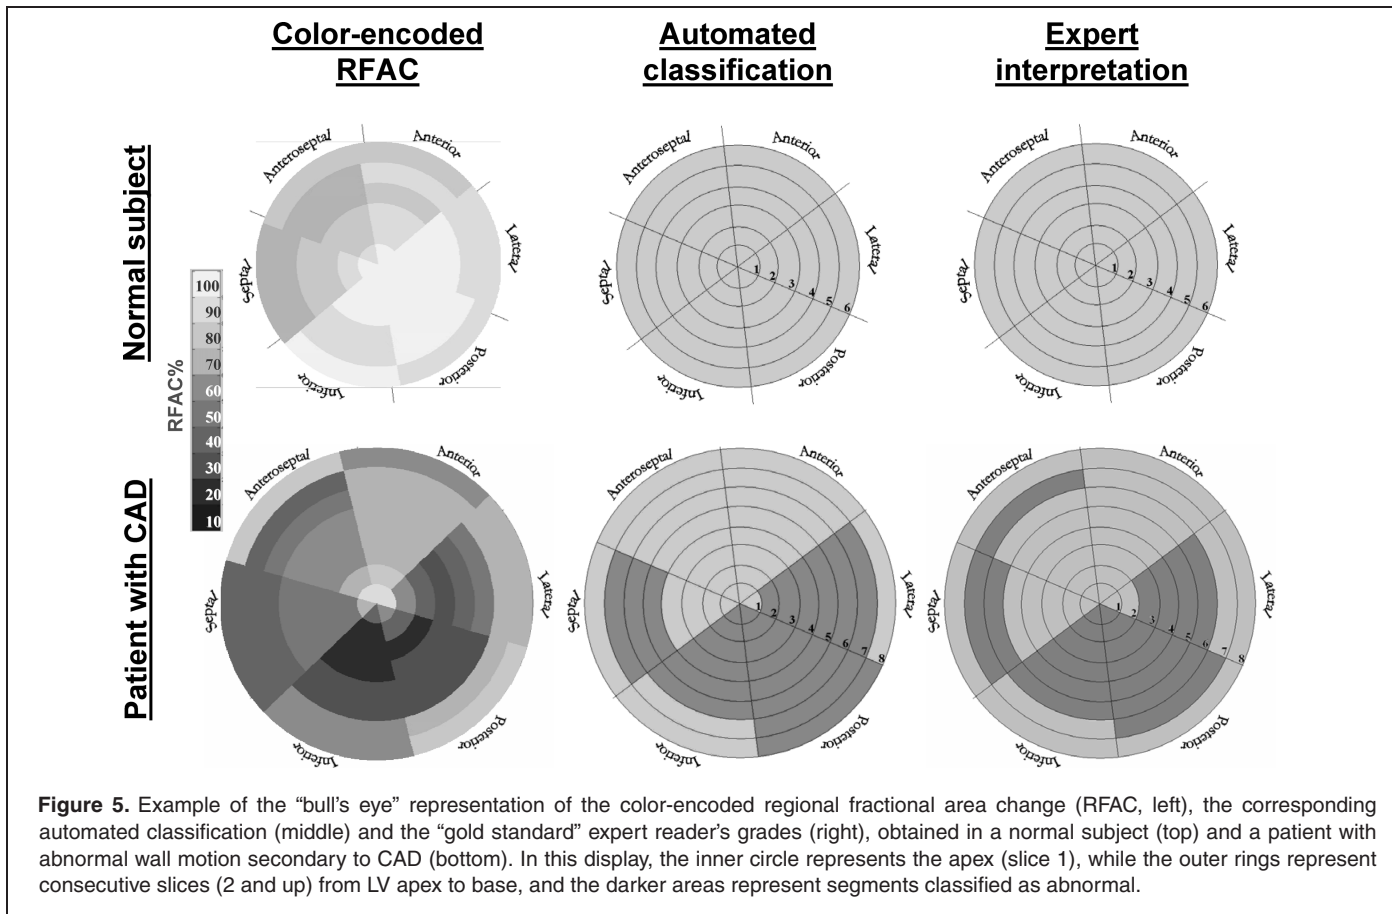 Color-encoded
RFAC
Automated
classification
Expert
interpretation
Normal subject
Anteroseptal
Anterior
Lateral
Posterior
Inferior
Septal
Anteroseptal
Anterior
Lateral
Posterior
Inferior
Septal
1
2
3
4
5
6
Anteroseptal
Anterior
Lateral
Posterior
Inferior
Septal
1
2
3
4
5
6
RFAC%
100
90
80
70
60
50
40
30
20
10
Patient with CAD
Anteroseptal
Anterior
Lateral
Posterior
Inferior
Septal
Anteroseptal
Anterior
Lateral
Posterior
Inferior
Septal
1
2
3
4
5
6
7
8
Anteroseptal
Anterior
Lateral
Posterior
Inferior
Septal
1
2
3
4
5
6
7
8
Figure 5. Example of the “bull’s eye” representation of the color-encoded regional fractional area change (RFAC, left), the corresponding
automated classification (middle) and the “gold standard” expert reader’s grades (right), obtained in a normal subject (top) and a patient with
abnormal wall motion secondary to CAD (bottom). In this display, the inner circle represents the apex (slice 1), while the outer rings represent
consecutive slices (2 and up) from LV apex to base, and the darker areas represent segments classified as abnormal.